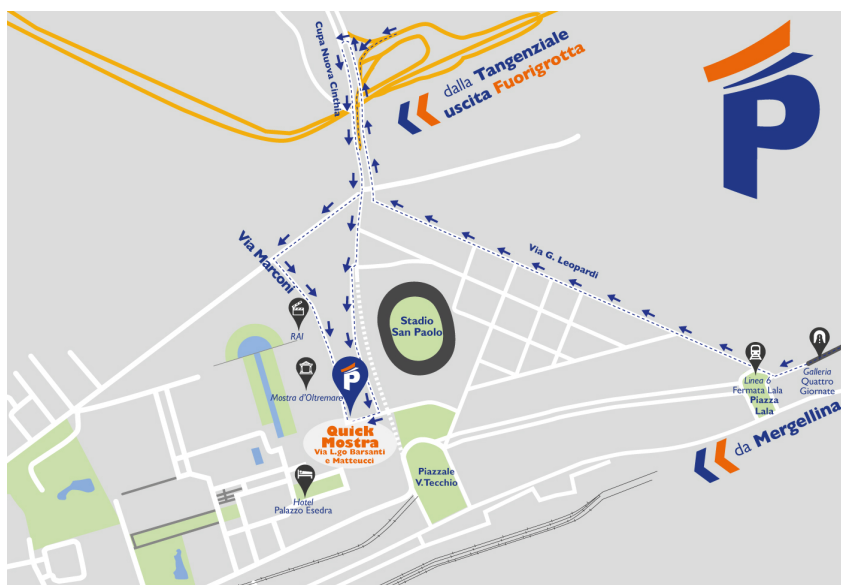 Cupa Nuova Cinthia
dalla Tangenziale
uscita Fuorigrotta
P
Via Marconi
Via G. Leopardi
Stadio
San Paolo
RAI
P
Mostra d'Oltremare
Linea 6
Fermata Lala
Piazza
Lala
Galleria
Quattro
Giornate
Quick
Mostra
Via L.go Barsanti
e Matteucci
da Mergellina
Piazzale
V.Tecchio
Hotel
Palazzo Esedra